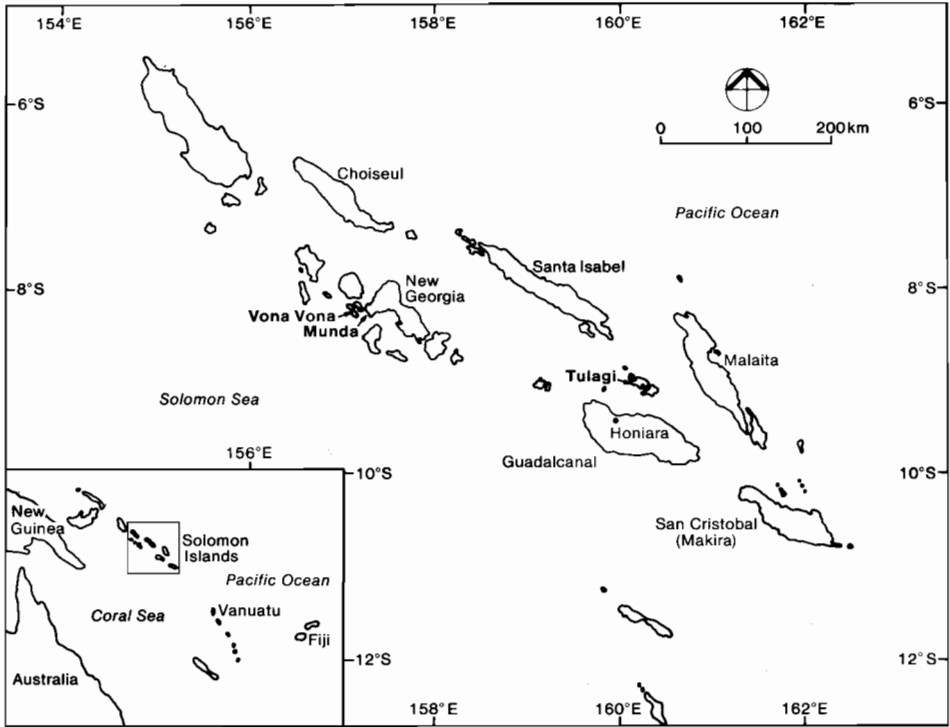 154°E 156°E 158°E 160°E 162°E
6°S 6°S
0 100 200km
Choiseul
Pacific Ocean
Santa Isabel
8°S 8°S
New
Georgia
Vona Vona
Munda
Malaita
Tulagi
Solomon Sea
Honiara
Guadalcanal
156°E
10°S 10°S
San Cristobal
(Makira)
New
Guinea
Solomon
Islands
Pacific Ocean
Coral Sea
Vanuatu
Fiji
Australia
12°S 12°S
158°E 160°E 162°E